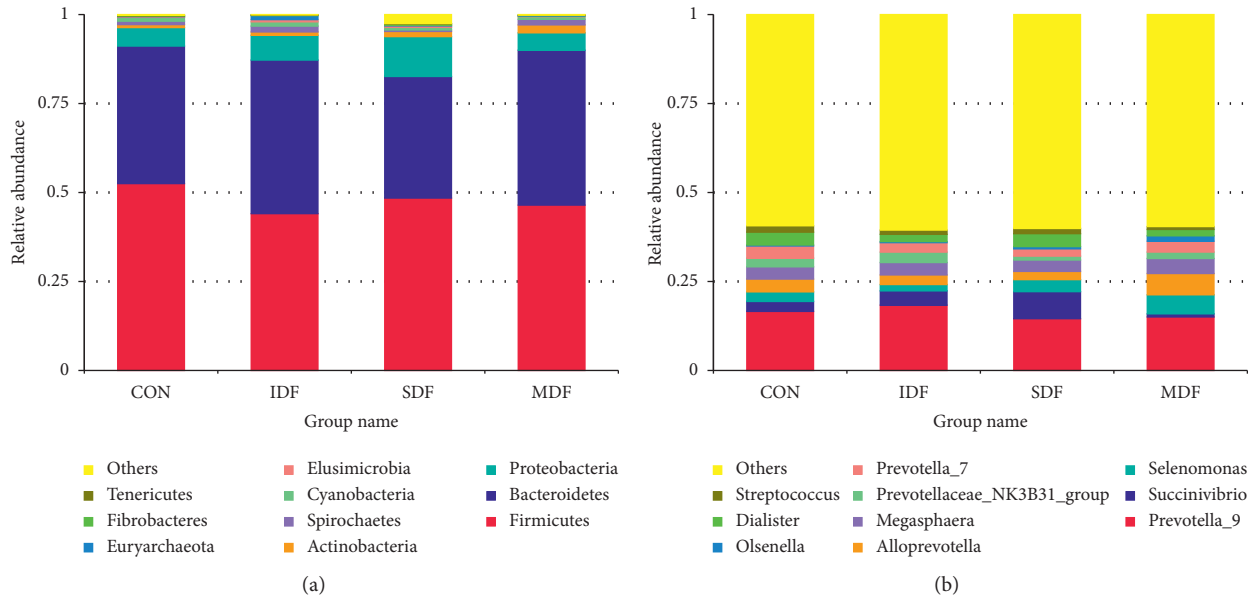 1
0.75
0.5
0.25
0
Relative abundance
CON IDF SDF MDF
Group name
Others Elusimicrobia Proteobacteria
Tenericutes Cyanobacteria Bacteroidetes
Fibrobacteres Spirochaetes Firmicutes
Euryarchaeota Actinobacteria
(a)
1
0.75
0.5
0.25
0
Relative abundance
CON IDF SDF MDF
Group name
Others Prevotella_7 Selenomonas
Streptococcus Prevotellaceae_NK3B31_group Succinivibrio
Dialister Megasphaera Prevotella_9
Olsenella Alloprevotella
(b)